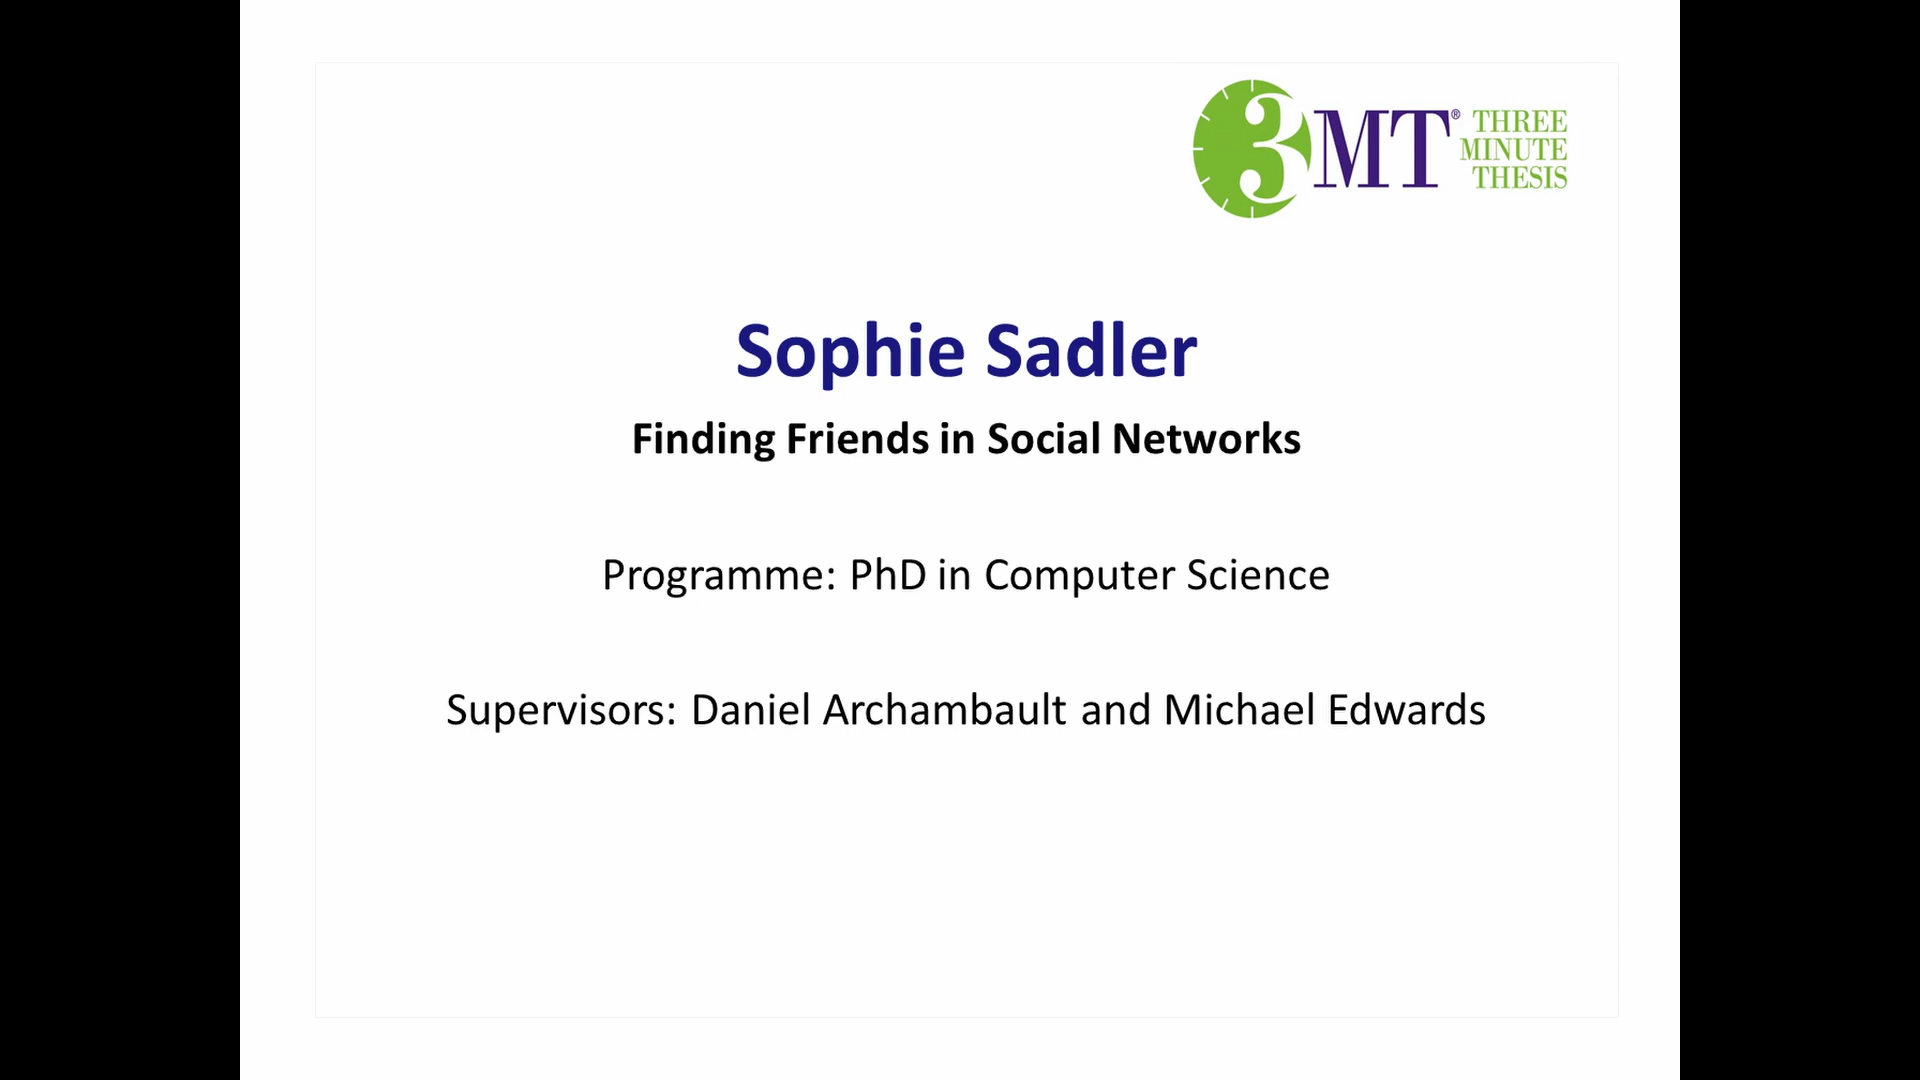 3MT® THREE
MINUTE
THESIS
Sophie Sadler
Finding Friends in Social Networks
Programme: PhD in Computer Science
Supervisors: Daniel Archambault and Michael Edwards